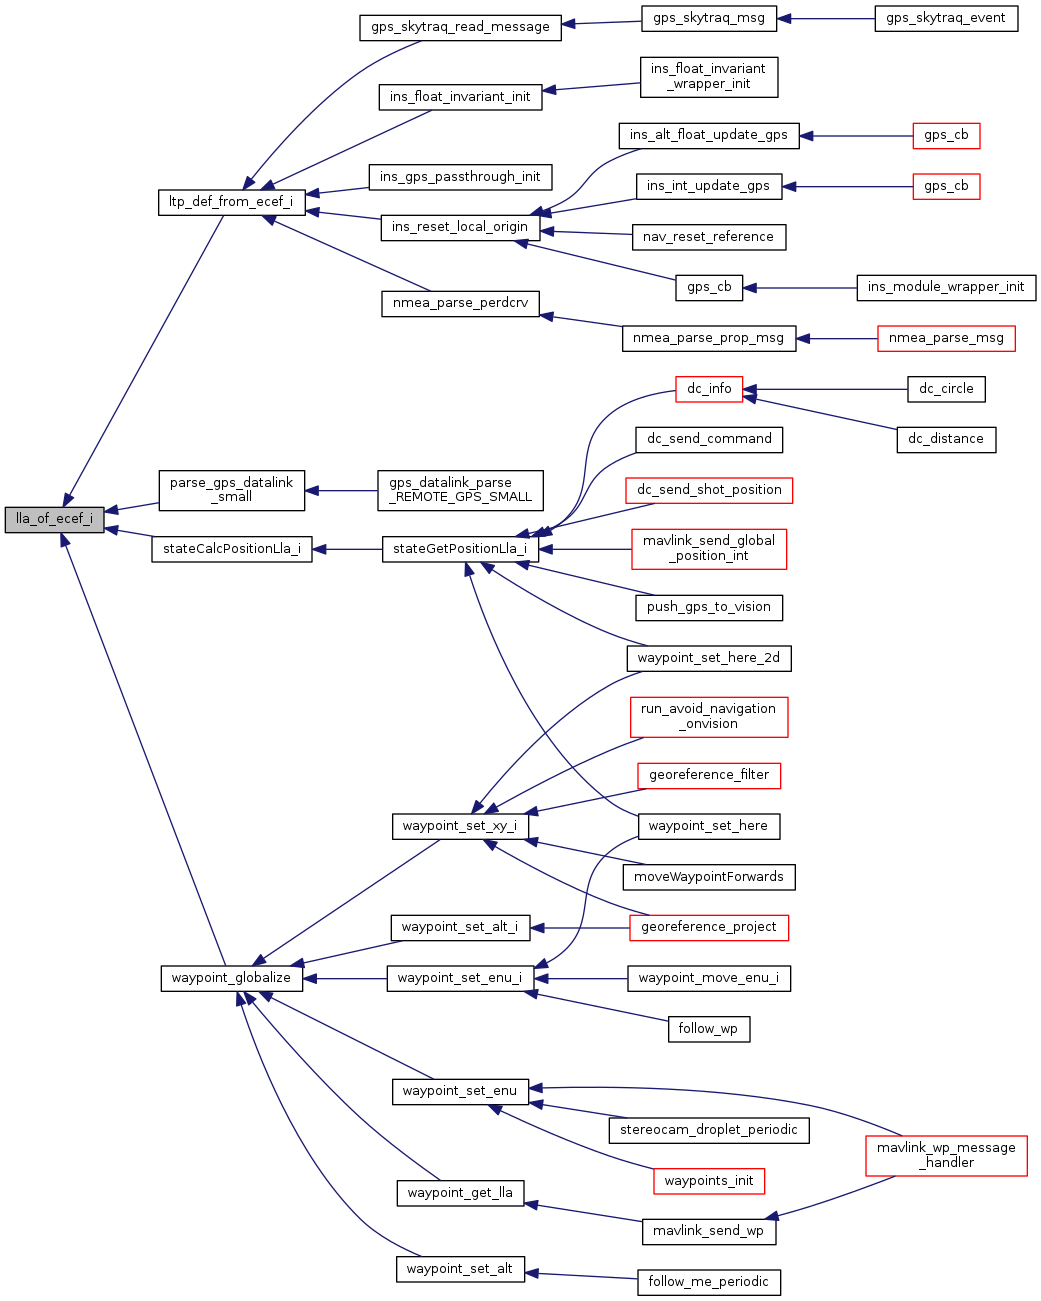 gps_skytraq_read_message
gps_skytraq_msg
gps_skytraq_event
ins_float_invariant_init
ins_float_invariant
_wrapper_init
ins_alt_float_update_gps
gps_cb
ins_gps_passthrough_init
ins_int_update_gps
gps_cb
ltp_def_from_ecef_i
ins_reset_local_origin
nav_reset_reference
gps_cb
ins_module_wrapper_init
nmea_parse_perdcrv
nmea_parse_prop_msg
nmea_parse_msg
dc_info
dc_circle
dc_send_command
dc_distance
parse_gps_datalink
_small
gps_datalink_parse
_REMOTE_GPS_SMALL
dc_send_shot_position
lla_of_ecef_i
stateCalcPositionLla_i
stateGetPositionLla_i
mavlink_send_global
_position_int
push_gps_to_vision
waypoint_set_here_2d
run_avoid_navigation
_onvision
georeference_filter
waypoint_set_xy_i
waypoint_set_here
moveWaypointForwards
waypoint_set_alt_i
georeference_project
waypoint_globalize
waypoint_set_enu_i
waypoint_move_enu_i
follow_wp
waypoint_set_enu
stereocam_droplet_periodic
mavlink_wp_message
_handler
waypoints_init
waypoint_get_lla
mavlink_send_wp
waypoint_set_alt
follow_me_periodic